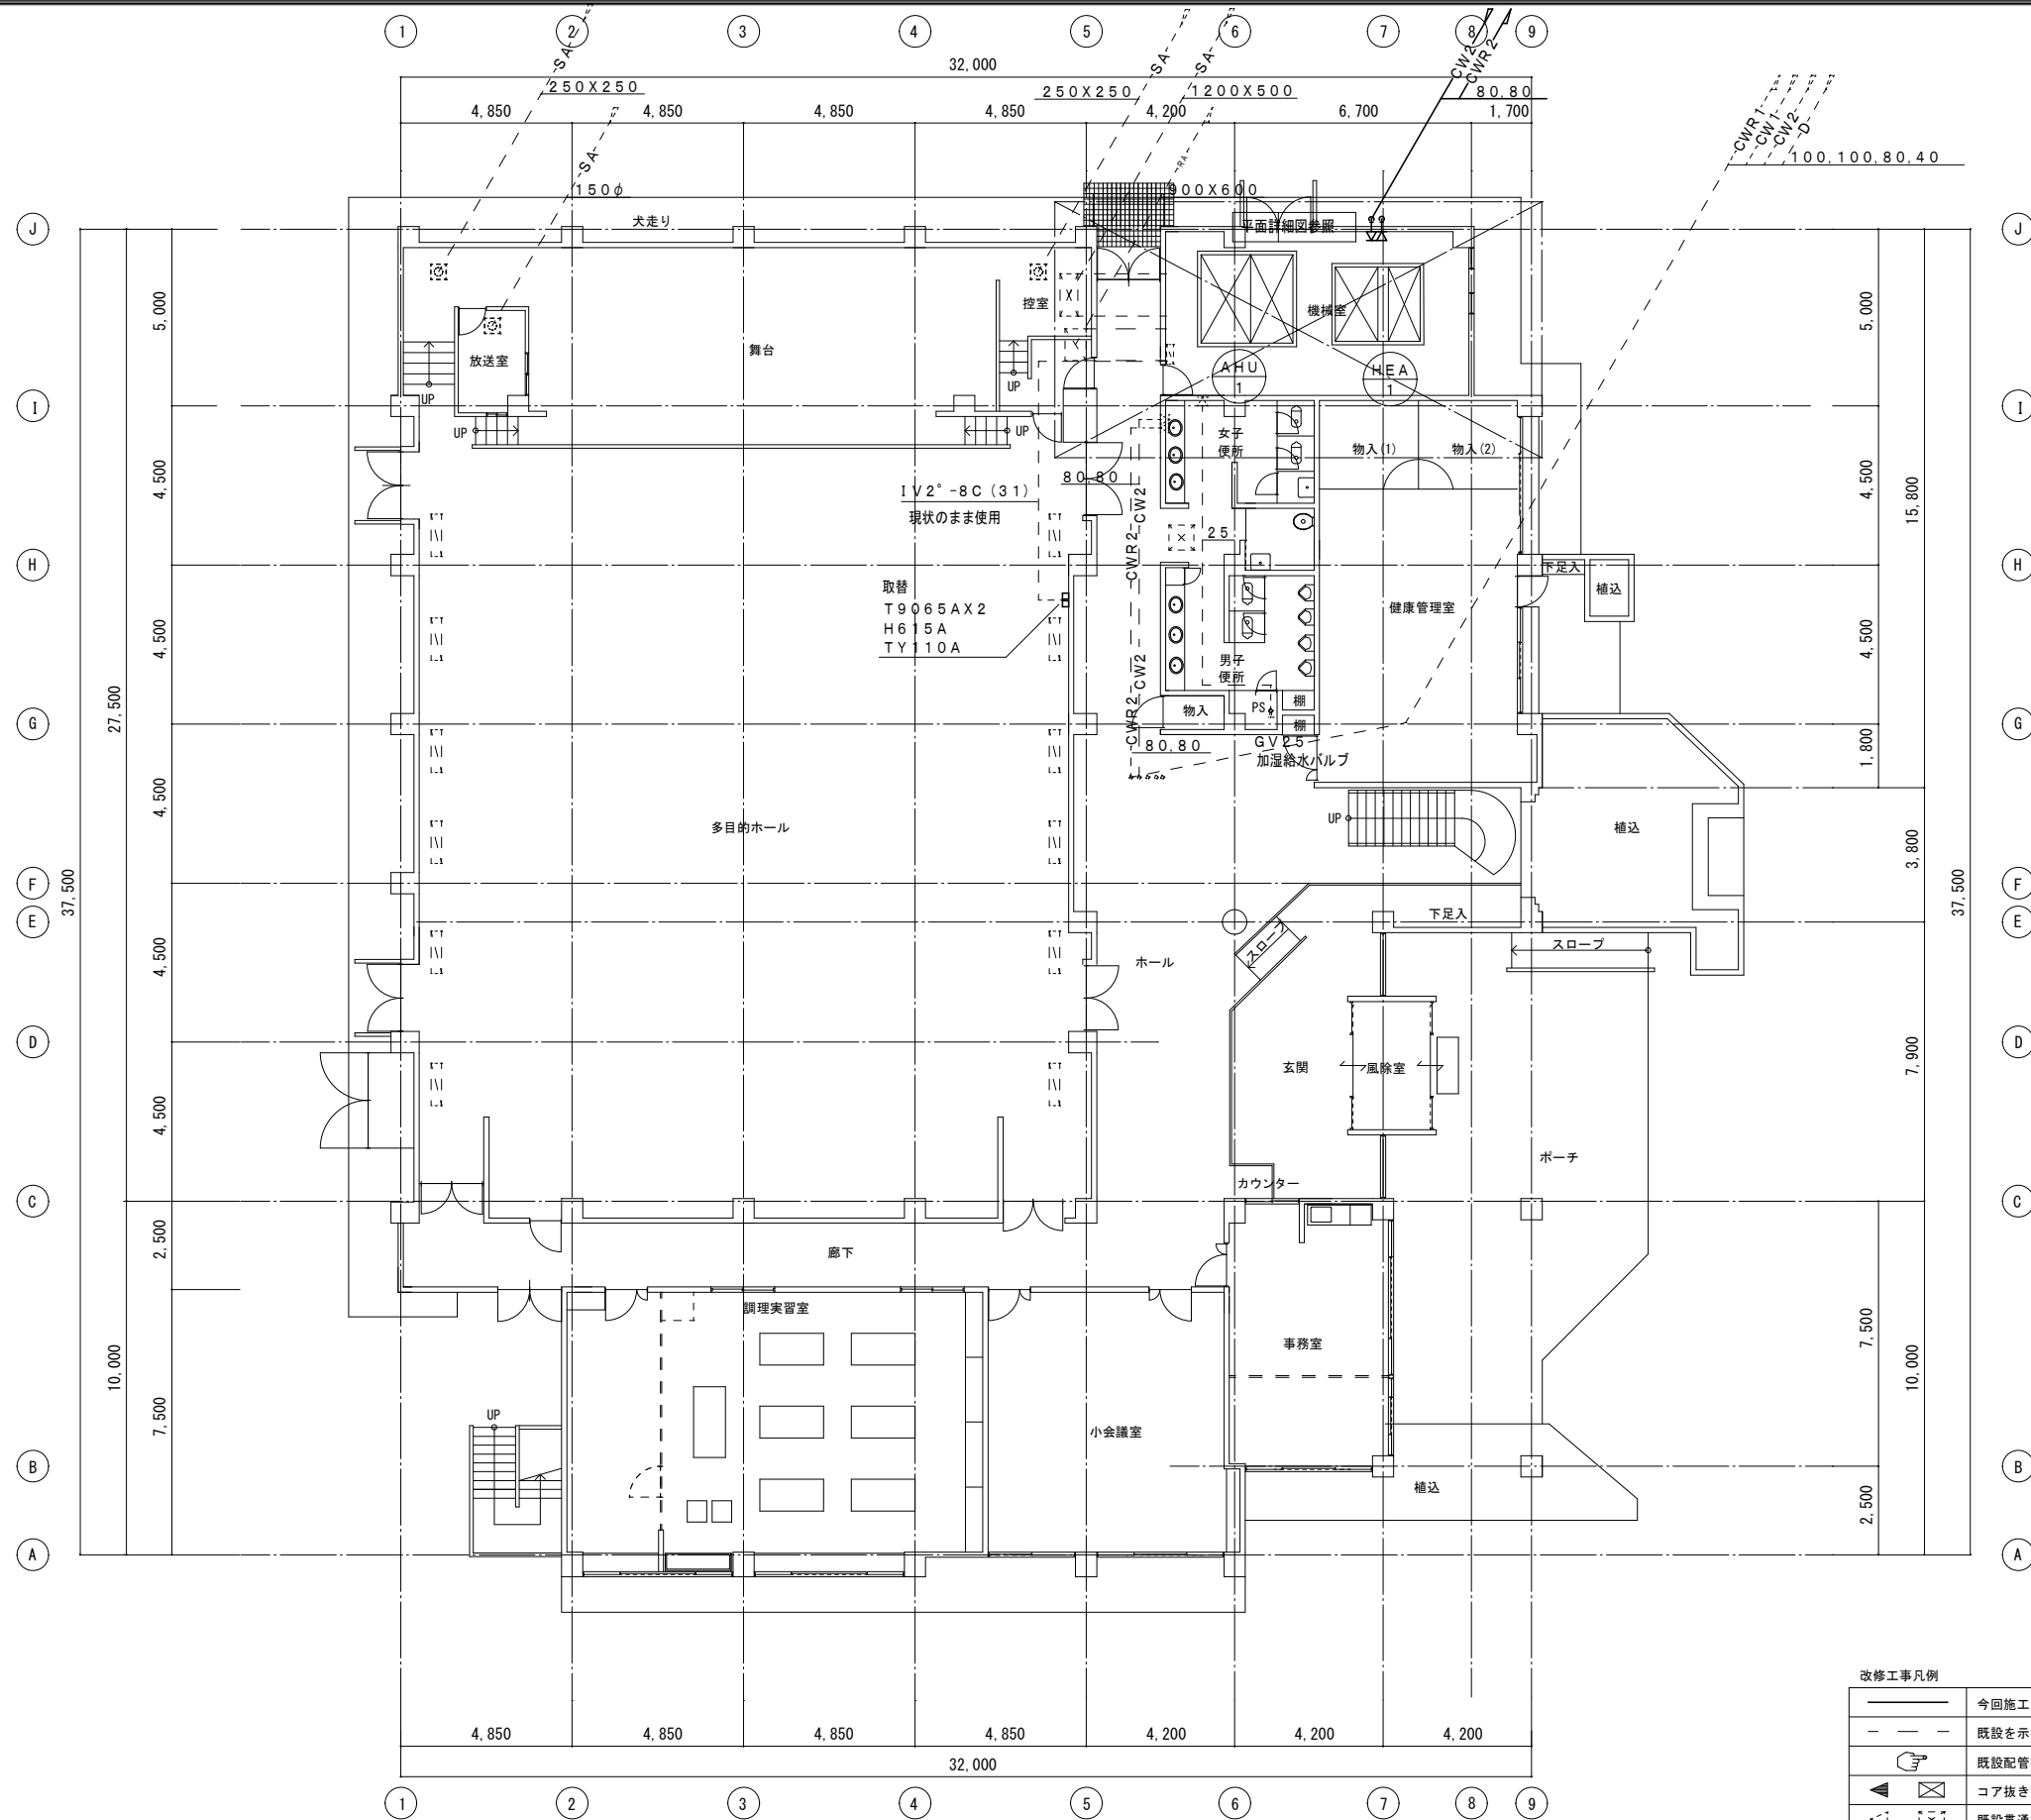 1 2 3 4 5 6 7 8 9
32,000
4,850 4,850 4,850 4,850 4,200 6,700 1,700
SA
250X250
SA
150φ
SA
250X250
SA
1200X500
RA
900X600
CW2
CWR2
80,80
CWR1
CW1
CW2
D
100,100,80,40
J
I
H
G
F
E
D
C
B
A
37,500
27,500
10,000
5,000
4,500
4,500
4,500
4,500
4,500
2,500
7,500
犬走り
平面詳細図参照
控室
機械室
放送室
舞台
UP
UP
UP
UP
AHU
1
HEA
1
女子
便所
物入(1)
物入(2)
80,80
IV2°-8C(31)
現状のまま使用
CWR2
CW2
25
取替
T9065AX2
H615A
TY110A
健康管理室
下足入
植込
男子
便所
CWR2
CW2
物入
PS
棚
棚
80,80
GV25
加湿給水バルブ
多目的ホール
UP
植込
下足入
スロープ
スロープ
ホール
玄関
風除室
ポーチ
カウンター
廊下
調理実習室
事務室
UP
小会議室
植込
J
I
H
G
F
E
D
C
B
A
5,000
4,500
4,500
1,800
7,500
2,500
15,800
3,800
7,900
10,000
37,500
4,850 4,850 4,850 4,850 4,200 4,200 4,200
32,000
1 2 3 4 5 6 7 8 9
改修工事凡例
今回施工
既設を示
既設配管
コア抜き
既設貫通